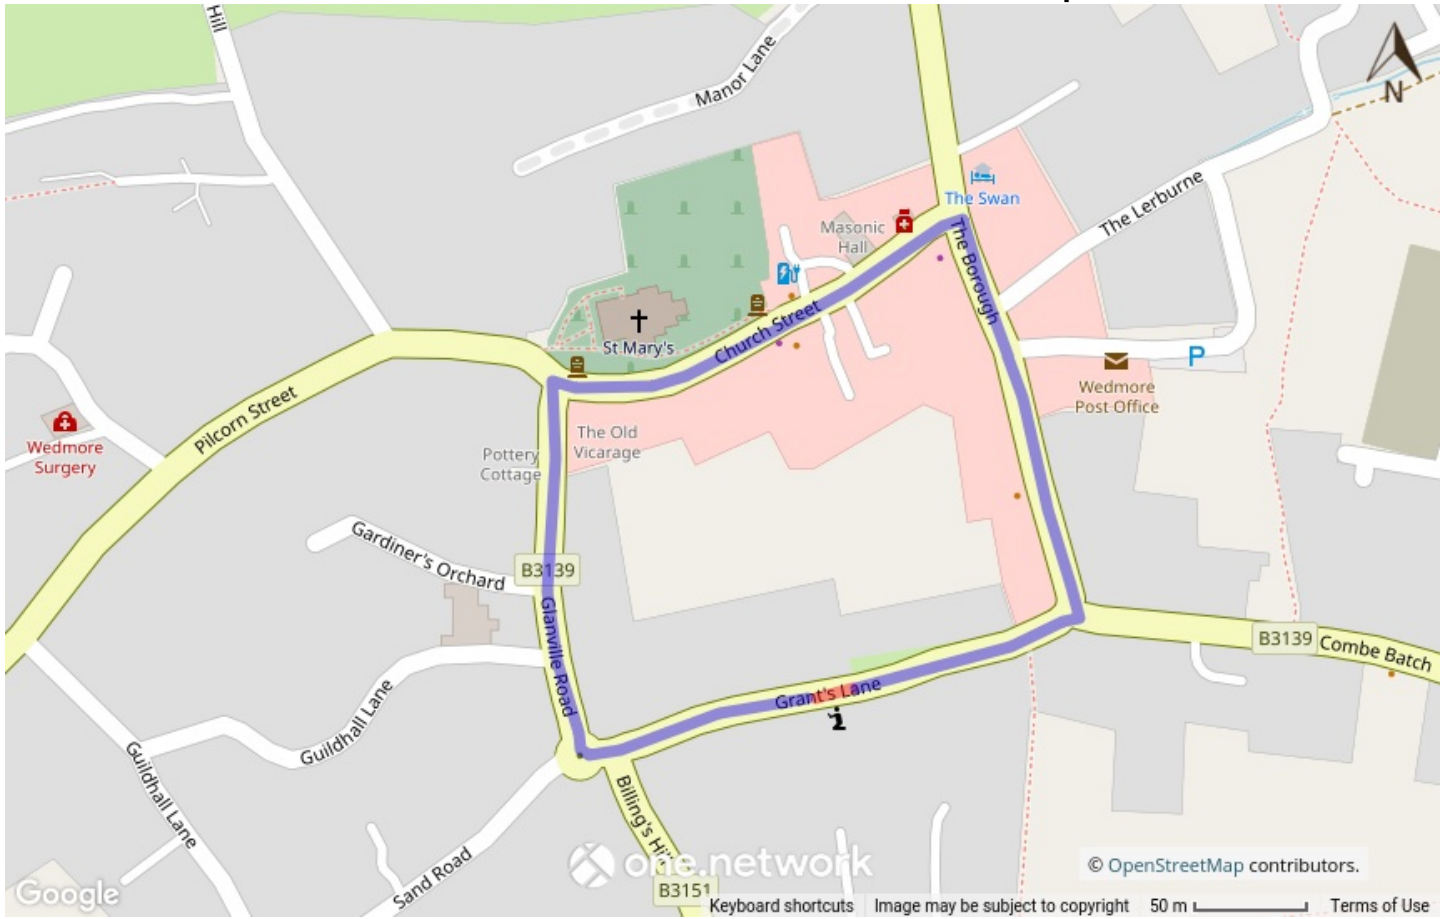 Hill
Manor Lane
N
The Swan
The Lerburne
Masonic
Hall
The Borough
Church Street
St Mary's
P
Wedmore
Post Office
Pilcorn Street
Wedmore
Surgery
The Old
Vicarage
Pottery
Cottage
Gardiner's Orchard
B3139
Glanville Road
B3139
Combe Batch
Grant's Lane
Guildhall Lane
Guildhall Lane
Billing's Hil
Sand Road
B3151
one.network
© OpenStreetMap contributors.
Google
Keyboard shortcuts
Image may be subject to copyright
50 m
Terms of Use